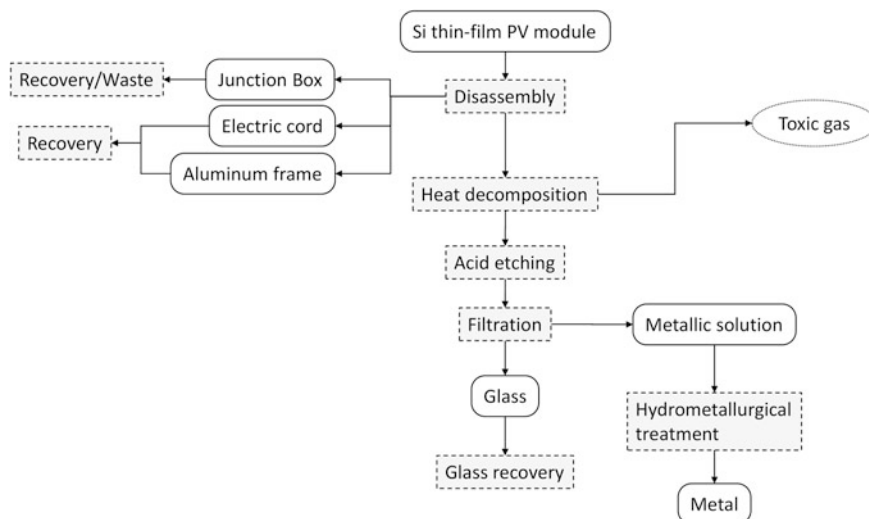 Si thin-film PV module
Recovery/Waste
Junction Box
Disassembly
Electric cord
Toxic gas
Recovery
Aluminum frame
Heat decomposition
Acid etching
Filtration
Metallic solution
Glass
Hydrometallurgical
treatment
Glass recovery
Metal